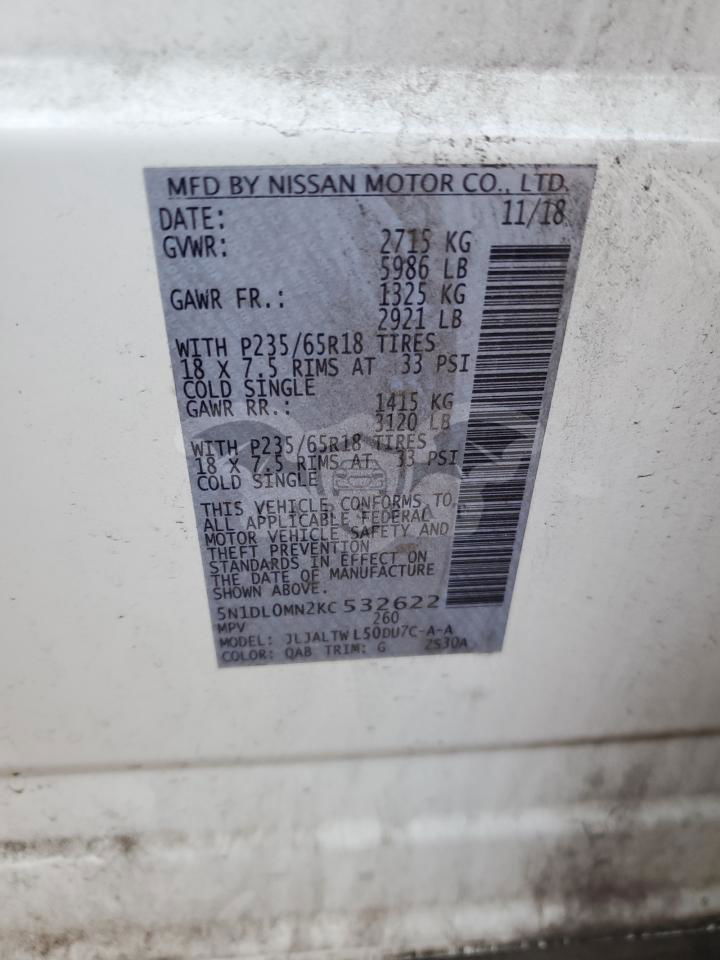 MFD BY NISSAN MOTOR CO., LTD.
DATE: 11/18
GVWR: 2715 KG
5986 LB
GAWR FR.: 1325 KG
2921 LB
WITH P235/65R18 TIRES
18 X 7.5 RIMS AT 33 PSI
COLD SINGLE
GAWR RR.: 1415 KG
3120 LB
WITH P235/65R18 TIRES
18 X 7.5 RIMS AT 33 PSI
COLD SINGLE
THIS VEHICLE CONFORMS TO
ALL APPLICABLE FEDERAL
MOTOR VEHICLE SAFETY AND
THEFT PREVENTION
STANDARDS IN EFFECT ON
THE DATE OF MANUFACTURE
SHOWN ABOVE.
5N1DL0MN2KC532622
MPV 260
MODEL: JLJALTWL50DU7C-A-A
COLOR: QAB TRIM: G ZS30A